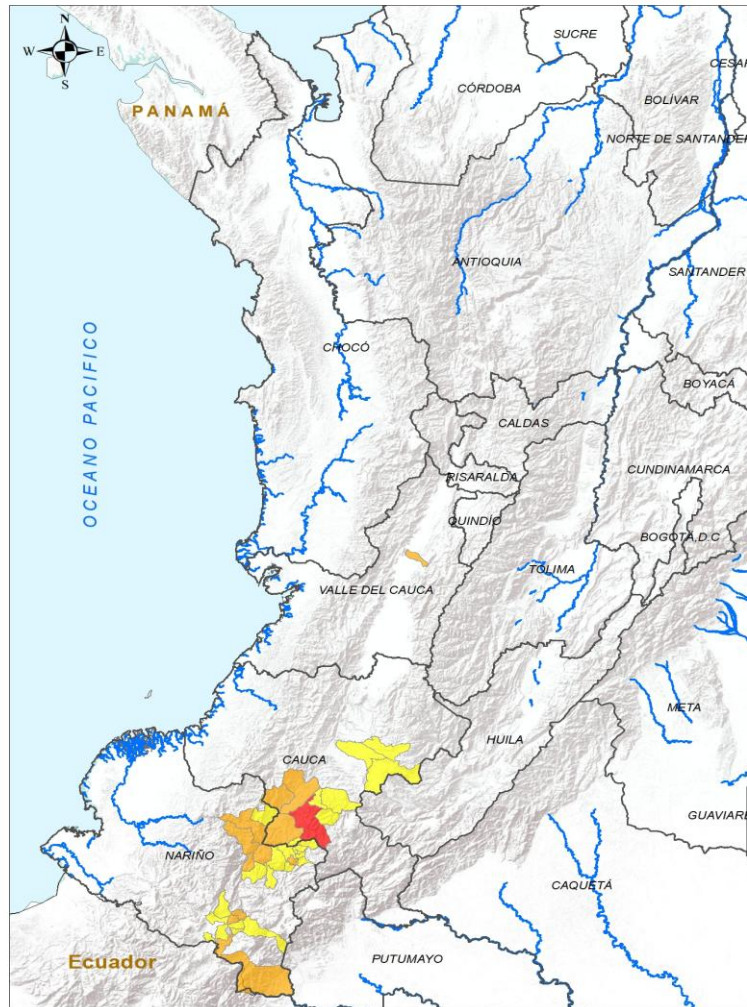 N
W E
S
SUCRE
CESAR
CÓRDOBA
BOLÍVAR
PANAMÁ
NORTE DE SANTANDER
ANTIOQUIA
SANTANDER
OCEANO PACIFICO
CHOCÓ
BOYACÁ
CALDAS
CUNDINAMARCA
RISARALDA
QUINDÍO
BOGOTÁ,D.C
TOLIMA
VALLE DEL CAUCA
META
HUILA
CAUCA
GUAVIARE
NARIÑO
CAQUETÁ
Ecuador
PUTUMAYO